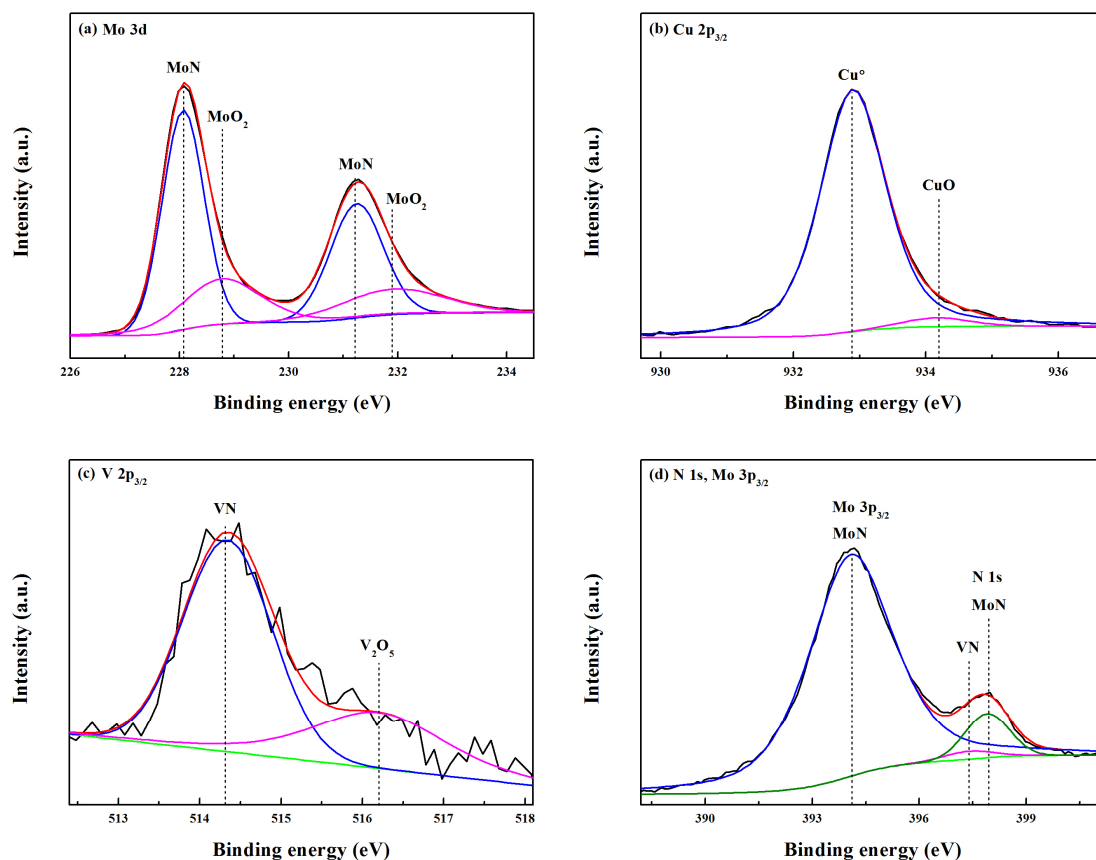 (a) Mo 3d
MoN
MoO₂
MoN
MoO₂
Intensity (a.u.)
226 228 230 232 234
Binding energy (eV)
(b) Cu 2p₃/₂
Cu°
CuO
Intensity (a.u.)
930 932 934 936
Binding energy (eV)
(c) V 2p₃/₂
VN
V₂O₅
Intensity (a.u.)
513 514 515 516 517 518
Binding energy (eV)
(d) N 1s, Mo 3p₃/₂
Mo 3p₃/₂
MoN
N 1s
MoN
VN
Intensity (a.u.)
390 393 396 399
Binding energy (eV)